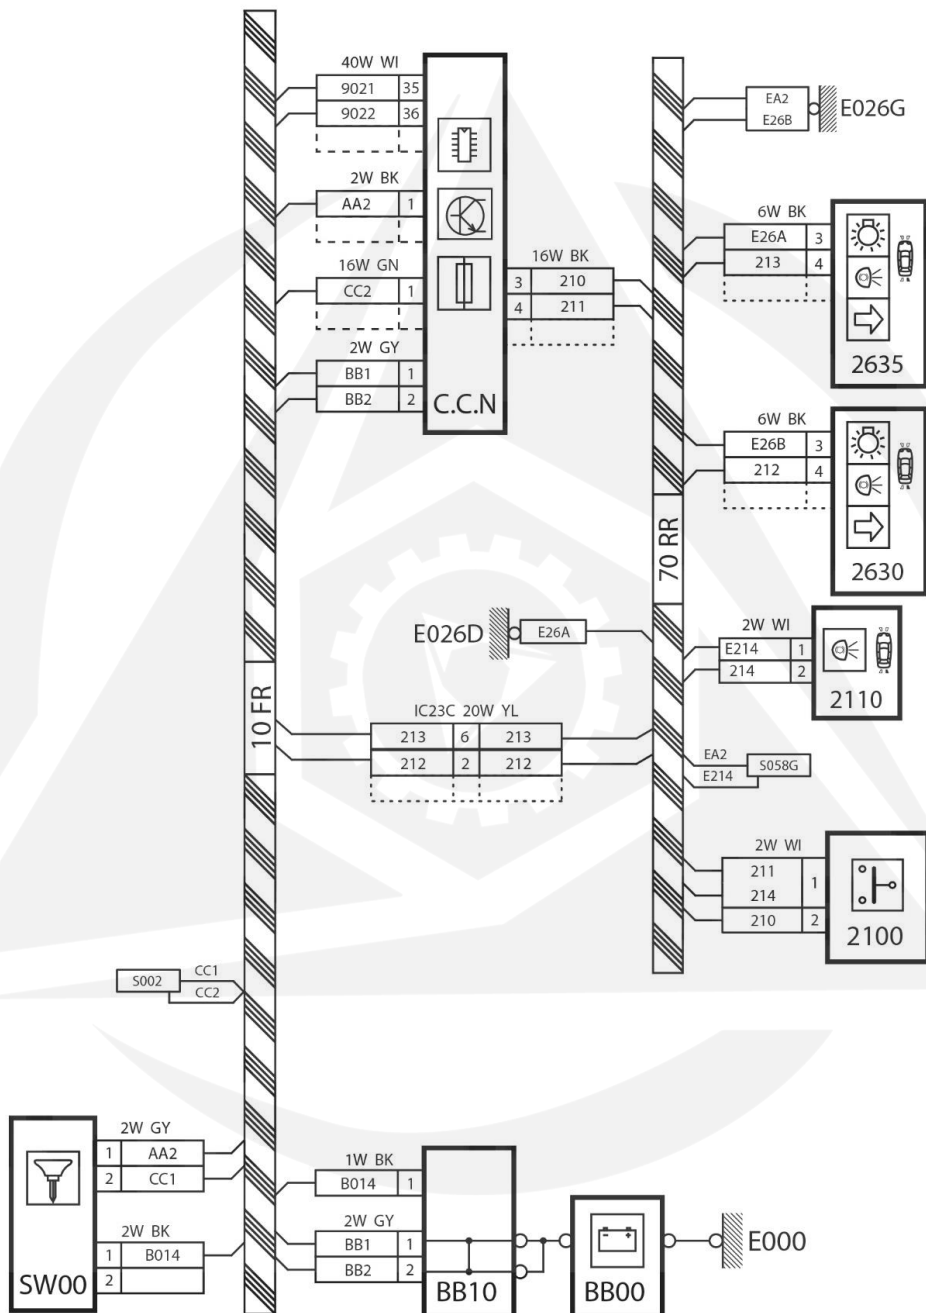 40W WI
9021 35
9022 36
2W BK
AA2 1
16W GN
CC2 1
2W GY
BB1 1
BB2 2
C.C.N
16W BK
3 210
4 211
EA2
E26B
E026G
6W BK
E26A 3
213 4
2635
6W BK
E26B 3
212 4
2630
70 RR
E026D
E26A
2W WI
E214 1
214 2
2110
10 FR
IC23C 20W YL
213 6 213
212 2 212
EA2
E214
S058G
2W WI
211
214
1
210 2
2100
S002
CC1
CC2
2W GY
1 AA2
2 CC1
2W BK
1 B014
2
SW00
1W BK
B014 1
2W GY
BB1 1
BB2 2
BB10
- +
BB00
E000